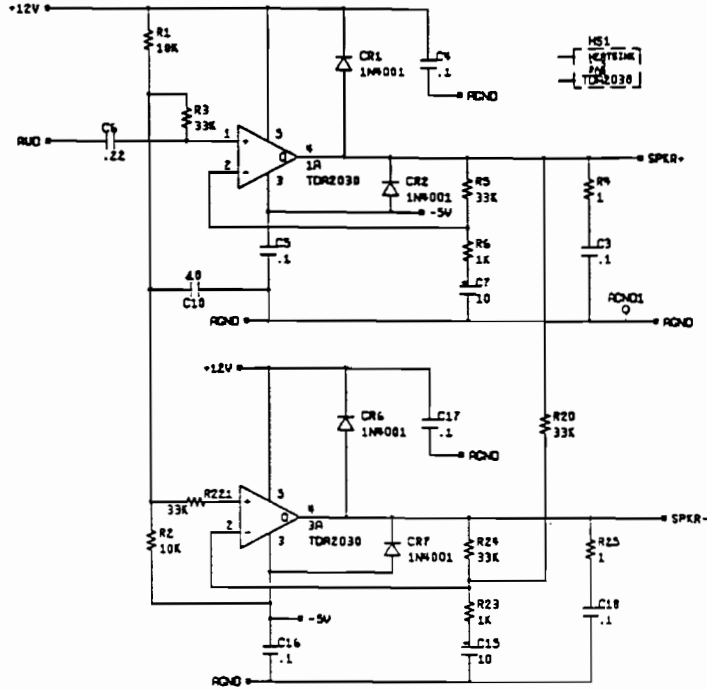 +12V
R1
10K
CR1
1N4001
C4
.1
AGND
HS1
HEATSINK
FOR
TDA2030
R3
33K
C6
.22
1
2
5
4
1A
TDA2030
3
SPKR+
CR2
1N4001
-5V
R5
33K
R4
1
C5
.1
R6
1K
C3
.1
C7
10
10
C10
AGND
AGND1
AGND
+12V
CR6
1N4001
C17
.1
AGND
R20
33K
R22
33K
1
2
5
4
3A
TDA2030
3
SPKR-
R2
10K
CR7
1N4001
R24
33K
R25
1
R23
1K
C18
.1
-5V
C16
.1
C15
10
AGND